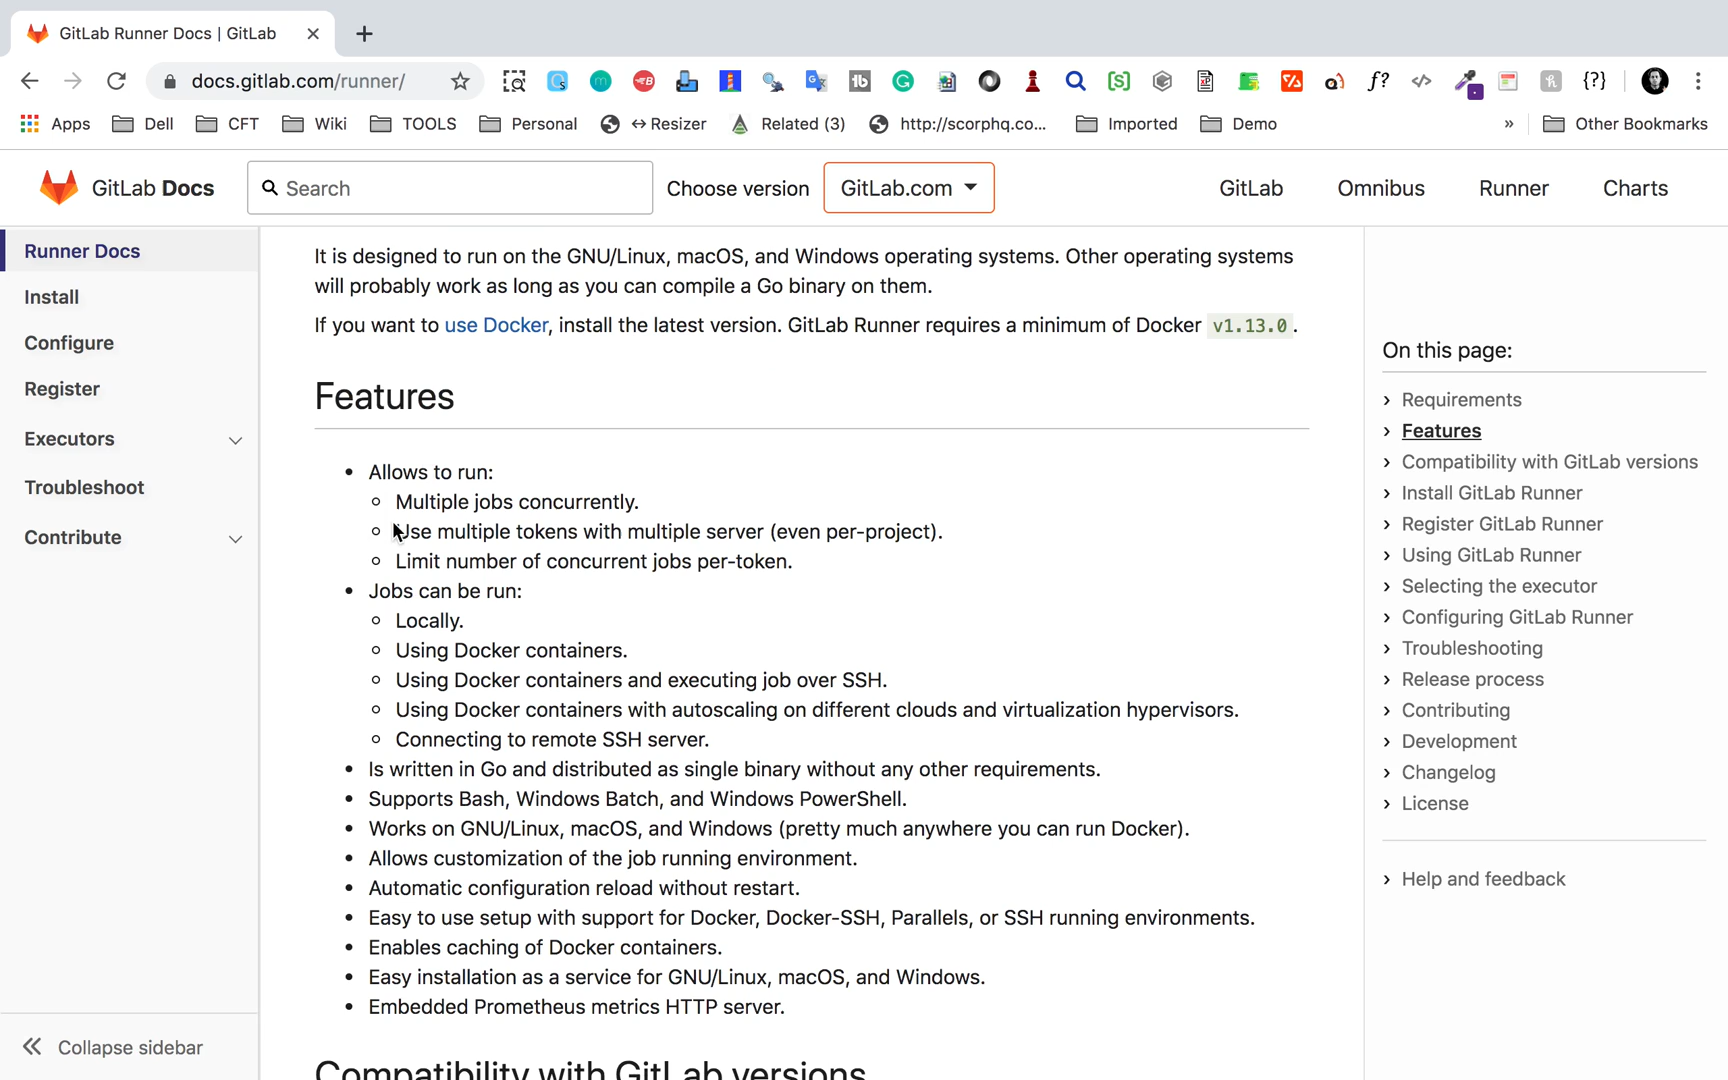 GitLab Runner Docs | GitLab
docs.gitlab.com/runner/
Apps
Dell
CFT
Wiki
TOOLS
Personal
↔ Resizer
Related (3)
http://scorphq.co...
Imported
Demo
»
Other Bookmarks
GitLab Docs
Search
Choose version
GitLab.com
GitLab
Omnibus
Runner
Charts
Runner Docs
Install
Configure
Register
Executors
Troubleshoot
Contribute
Collapse sidebar
It is designed to run on the GNU/Linux, macOS, and Windows operating systems. Other operating systems
will probably work as long as you can compile a Go binary on them.
If you want to use Docker, install the latest version. GitLab Runner requires a minimum of Docker v1.13.0.
Features
Allows to run:
Multiple jobs concurrently.
Use multiple tokens with multiple server (even per-project).
Limit number of concurrent jobs per-token.
Jobs can be run:
Locally.
Using Docker containers.
Using Docker containers and executing job over SSH.
Using Docker containers with autoscaling on different clouds and virtualization hypervisors.
Connecting to remote SSH server.
Is written in Go and distributed as single binary without any other requirements.
Supports Bash, Windows Batch, and Windows PowerShell.
Works on GNU/Linux, macOS, and Windows (pretty much anywhere you can run Docker).
Allows customization of the job running environment.
Automatic configuration reload without restart.
Easy to use setup with support for Docker, Docker-SSH, Parallels, or SSH running environments.
Enables caching of Docker containers.
Easy installation as a service for GNU/Linux, macOS, and Windows.
Embedded Prometheus metrics HTTP server.
Compatibility with GitLab versions
On this page:
Requirements
Features
Compatibility with GitLab versions
Install GitLab Runner
Register GitLab Runner
Using GitLab Runner
Selecting the executor
Configuring GitLab Runner
Troubleshooting
Release process
Contributing
Development
Changelog
License
Help and feedback